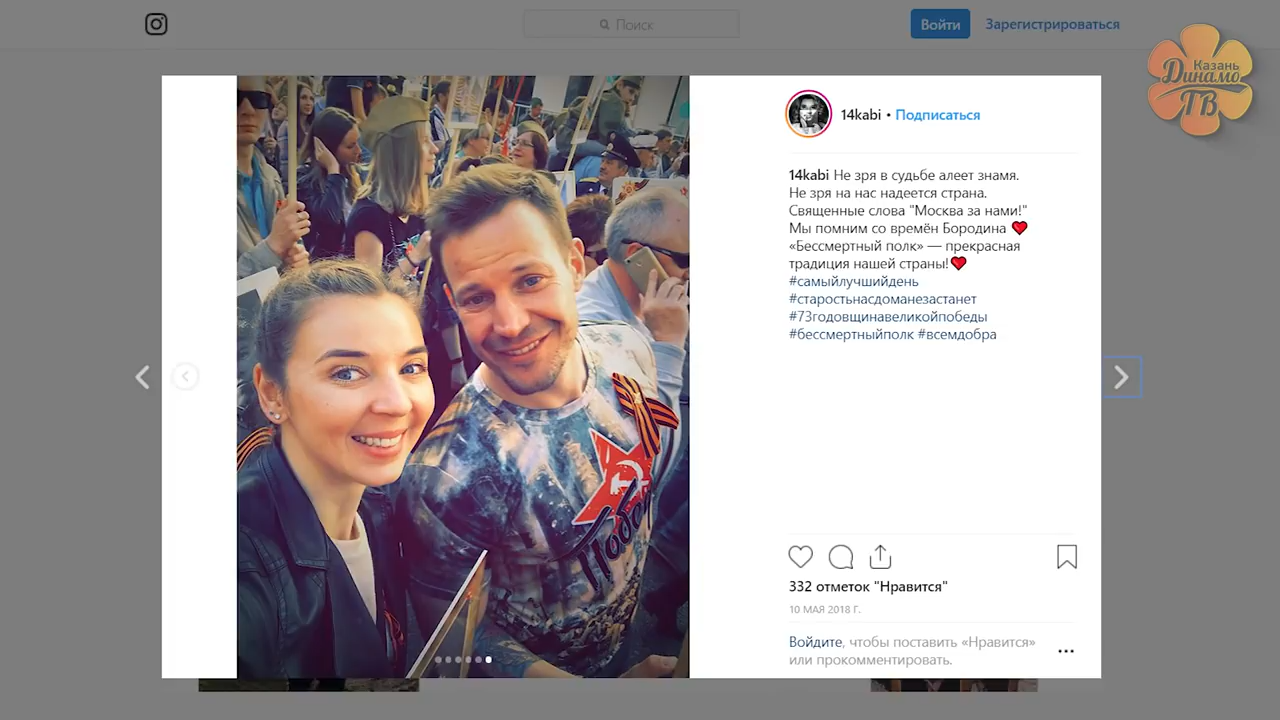 Поиск
Войти
Зарегистрироваться
Казань
Динамо
ТВ
14kabi • Подписаться
14kabi Не зря в судьбе алеет знамя.
Не зря на нас надеется страна.
Священные слова "Москва за нами!"
Мы помним со времён Бородина ❤
«Бессмертный полк» — прекрасная
традиция нашей страны!❤
#самыйлучшийдень
#старостьнасдоманезастанет
#73годовщинавеликойпобеды
#бессмертныйполк #всемдобра
332 отметок "Нравится"
10 МАЯ 2018 Г.
Войдите, чтобы поставить «Нравится»
или прокомментировать.